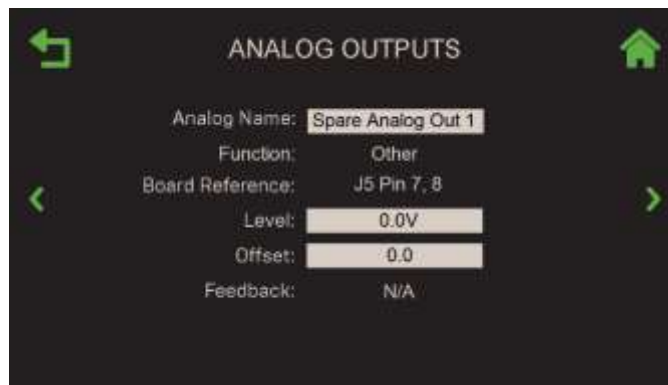 ANALOG OUTPUTS
Analog Name: Spare Analog Out 1
Function: Other
Board Reference: J5 Pin 7, 8
Level: 0.0V
Offset: 0.0
Feedback: N/A